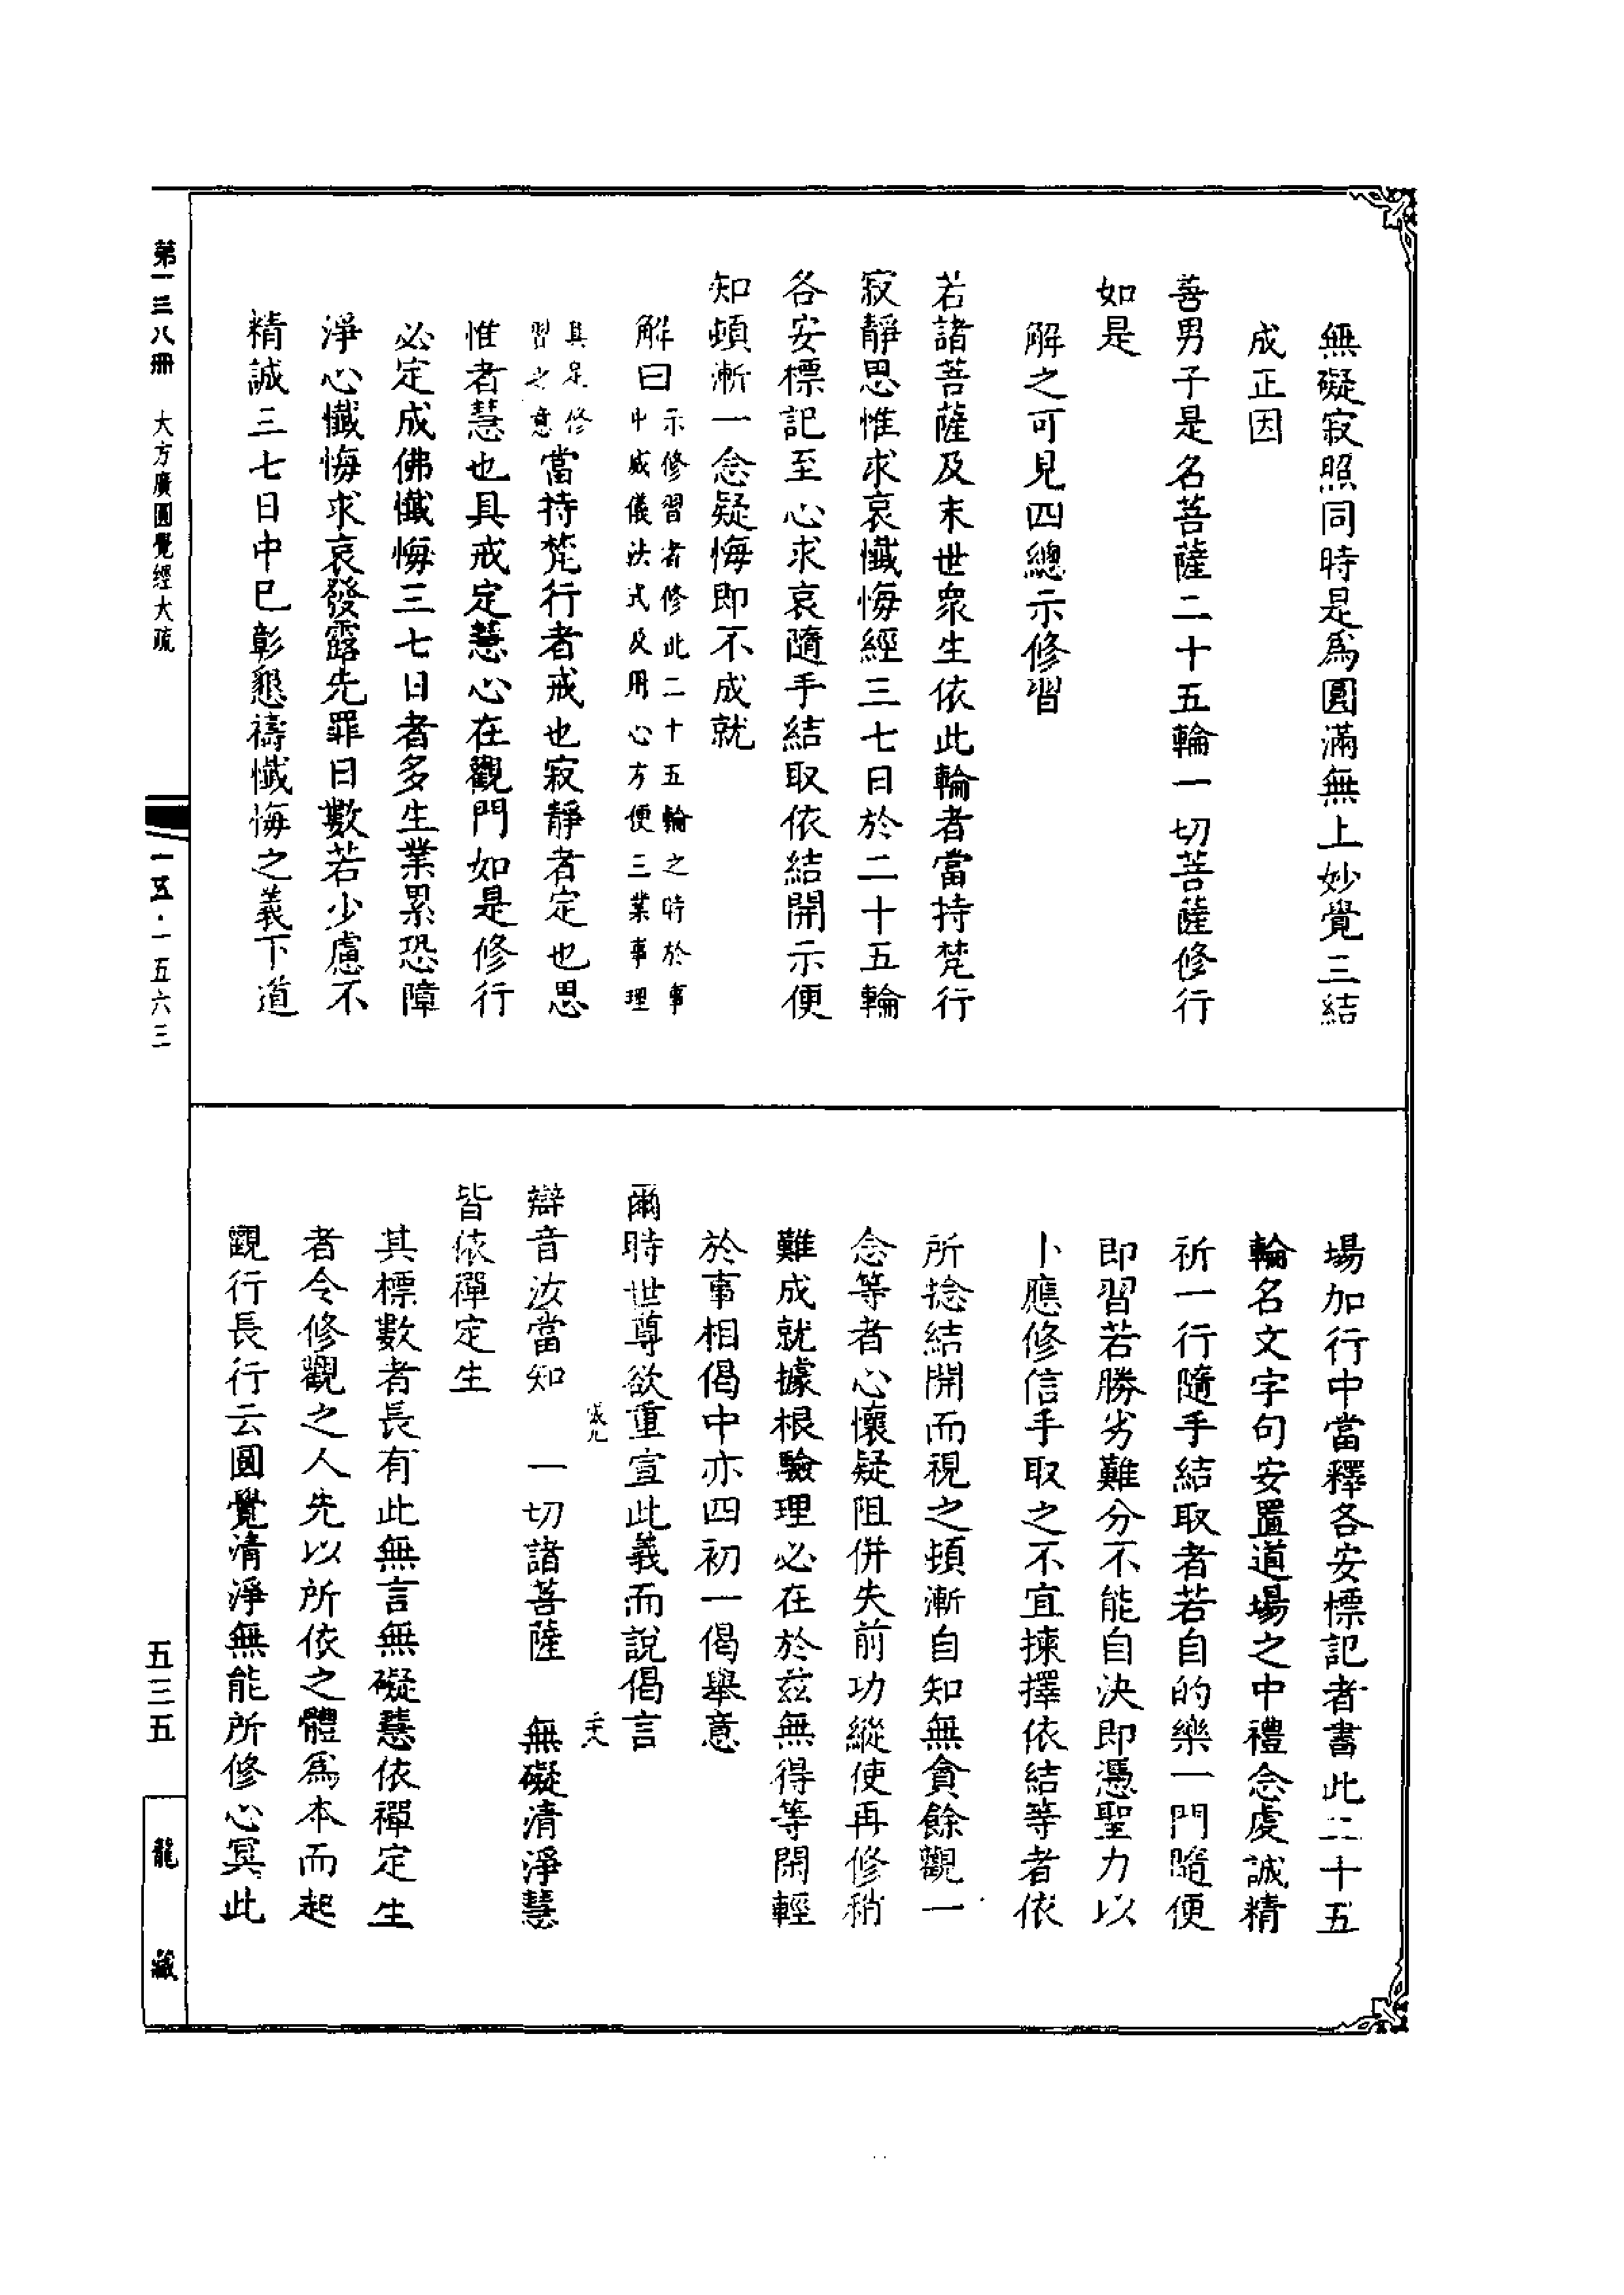 無礙寂照同時是爲圓滿無上妙覺三結
成正因
善男子是名菩薩二十五輪一切菩薩修行
如是
解之可見四總示修習
若諸菩薩及末世衆生依此輪者當持梵行
寂靜思惟求哀懺悔經三七日於二十五輪
各安標記至心求哀隨手結取依結開示便
知頓漸一念疑悔即不成就
解曰示修習者修此二十五輪之時於事
中威儀法式及用心方便三業事理
具足修
習之意當持梵行者戒也寂靜者定也思
惟者慧也具戒定慧心在觀門如是修行
必定成佛懺悔三七日者多生業累恐障
淨心懺悔求哀發露先罪日數若少慮不
精誠三七日中已彰懇禱懺悔之義下道
場加行中當釋各安標記者書此二十五
輪名文字句安置道場之中禮念虔誠精
祈一行隨手結取者若自的樂一門隨便
即習若勝劣難分不能自決即憑聖力以
卜應修信手取之不宜揀擇依結等者依
所捻結開而視之頓漸自知無貪餘觀一
念等者心懷疑阻併失前功縱使再修稍
難成就據根驗理必在於茲無得等閑輕
於事相偈中亦四初一偈舉意
爾時世尊欲重宣此義而說偈言
辯音汝當知　一切諸菩薩　無礙清淨慧
皆依禪定生
其標數者長有此無言無礙慧依禪定生
者令修觀之人先以所依之體爲本而起
觀行長行云圓覺清淨無能所修心冥此
第一三八冊　大方廣圓覺經大疏
一五·一五六三
五三五
龍藏